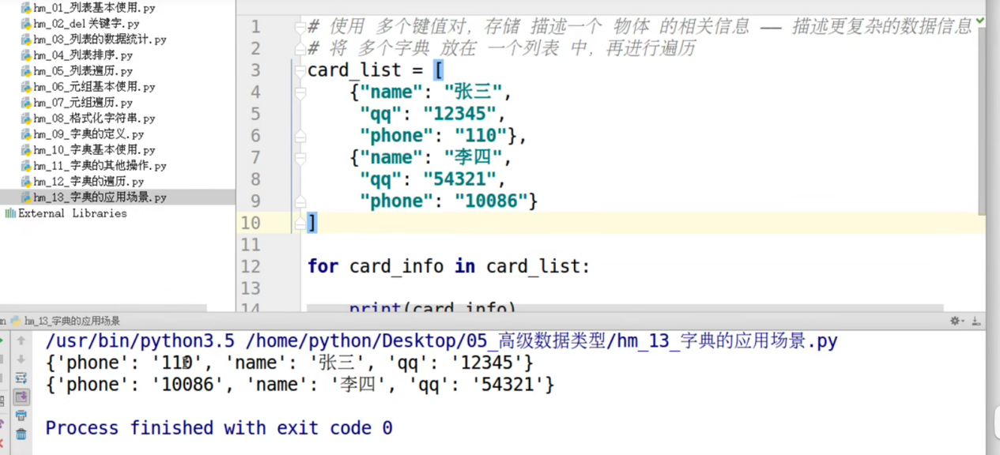 hm_01_列表基本使用.py
hm_02_del关键字.py
hm_03_列表的数据统计.py
hm_04_列表排序.py
hm_05_列表遍历.py
hm_06_元组基本使用.py
hm_07_元组遍历.py
hm_08_格式化字符串.py
hm_09_字典的定义.py
hm_10_字典基本使用.py
hm_11_字典的其他操作.py
hm_12_字典的遍历.py
hm_13_字典的应用场景.py
External Libraries
1 # 使用 多个键值对，存储 描述一个 物体 的相关信息 —— 描述更复杂的数据信息
2 # 将 多个字典 放在 一个列表 中，再进行遍历
3 card_list = [
4 {"name": "张三",
5 "qq": "12345",
6 "phone": "110"},
7 {"name": "李四",
8 "qq": "54321",
9 "phone": "10086"}
10 ]
11
12 for card_info in card_list:
13
14 print(card_info)
n hm_13_字典的应用场景
/usr/bin/python3.5 /home/python/Desktop/05_高级数据类型/hm_13_字典的应用场景.py
{'phone': '110', 'name': '张三', 'qq': '12345'}
{'phone': '10086', 'name': '李四', 'qq': '54321'}
Process finished with exit code 0